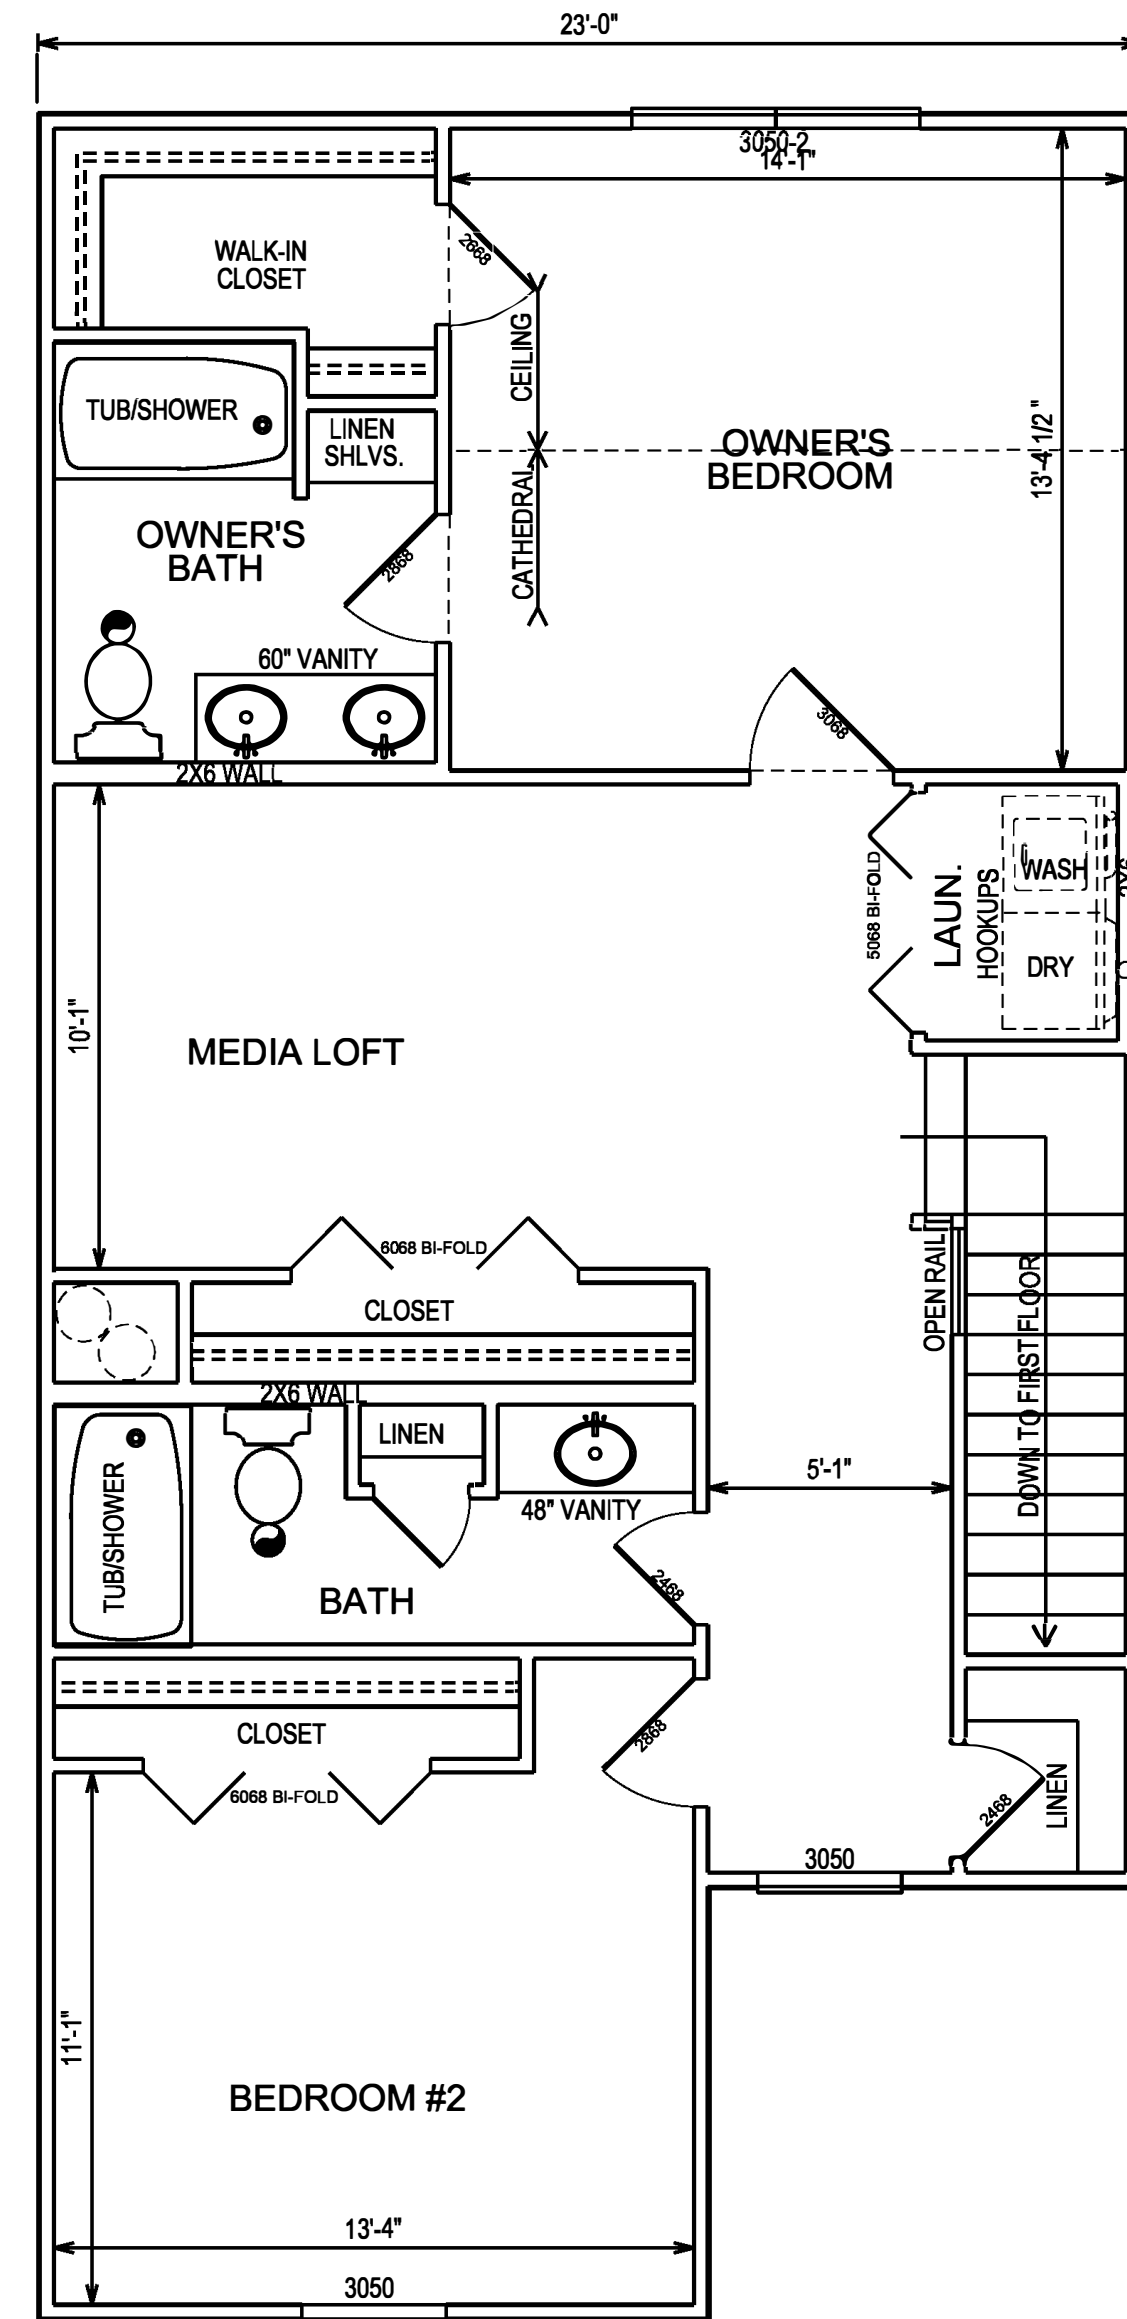 23'-0"
3050-2
14'-1"
WALK-IN
CLOSET
2668
CEILING
CATHEDRAL
TUB/SHOWER
LINEN
SHLVS.
OWNER'S
BEDROOM
13'-4 1/2"
OWNER'S
BATH
2868
60" VANITY
2X6 WALL
3068
5068 BI-FOLD
LAUN.
HOOKUPS
WASH
DRY
10'-1"
MEDIA LOFT
6068 BI-FOLD
CLOSET
OPEN RAIL
DOWN TO FIRST FLOOR
2X6 WALL
LINEN
48" VANITY
5'-1"
TUB/SHOWER
BATH
2468
CLOSET
6068 BI-FOLD
2868
2468
LINEN
3050
11'-1"
BEDROOM #2
13'-4"
3050